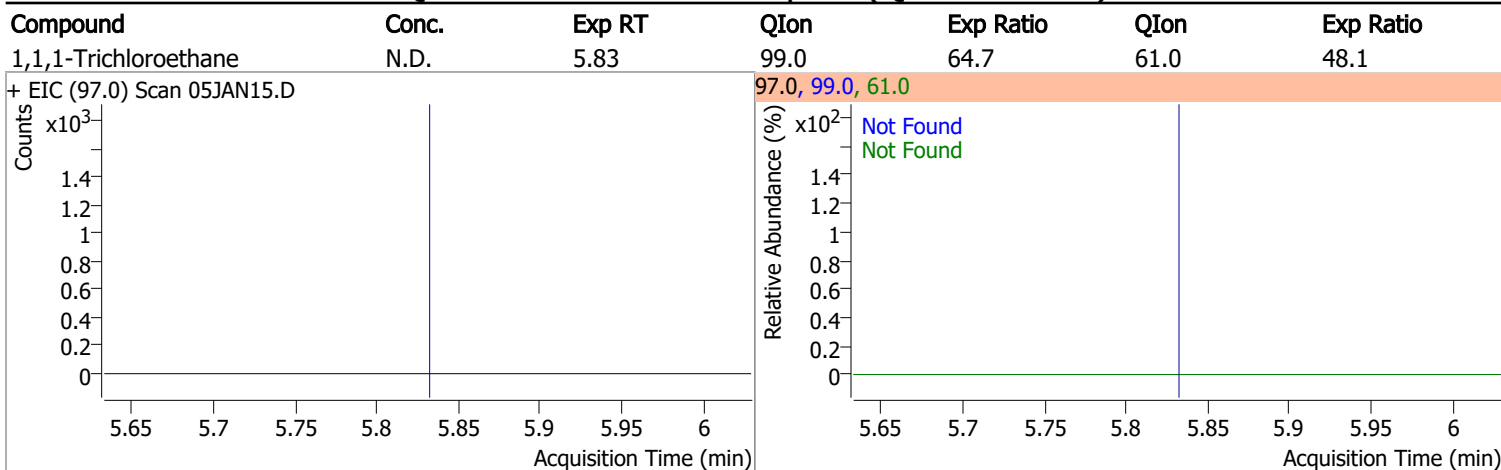 Compound Conc. Exp RT QIon Exp Ratio QIon Exp Ratio
1,1,1-Trichloroethane N.D. 5.83 99.0 64.7 61.0 48.1
+ EIC (97.0) Scan 05JAN15.D
Counts
x10³
1.4
1.2
1
0.8
0.6
0.4
0.2
0
5.65 5.7 5.75 5.8 5.85 5.9 5.95 6
Acquisition Time (min)
97.0, 99.0, 61.0
Relative Abundance (%)
x10²
Not Found
Not Found
1.4
1.2
1
0.8
0.6
0.4
0.2
0
5.65 5.7 5.75 5.8 5.85 5.9 5.95 6
Acquisition Time (min)